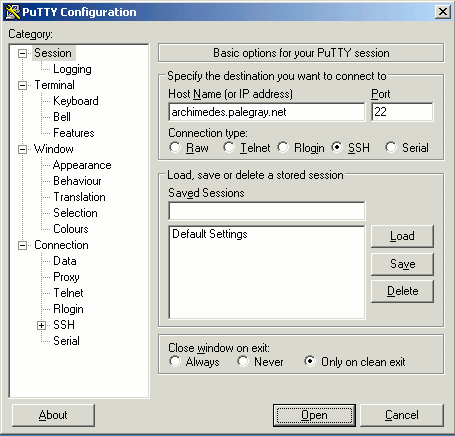 PuTTY Configuration
Category:
Session
Logging
Terminal
Keyboard
Bell
Features
Window
Appearance
Behaviour
Translation
Selection
Colours
Connection
Data
Proxy
Telnet
Rlogin
SSH
Serial
Basic options for your PuTTY session
Specify the destination you want to connect to
Host Name (or IP address) Port
archimedes.palegray.net 22
Connection type:
Raw Telnet Rlogin SSH Serial
Load, save or delete a stored session
Saved Sessions
Default Settings
Load
Save
Delete
Close window on exit:
Always Never Only on clean exit
About Open Cancel